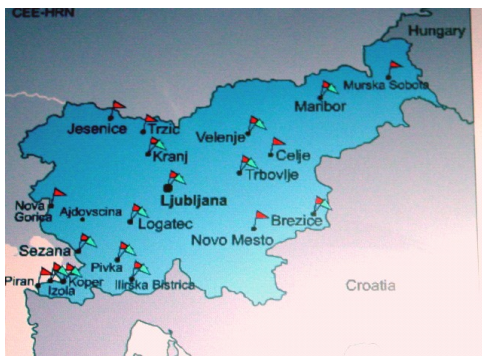 CEE-HRN
Hungary
Murska Sobota
Maribor
Jesenice
Trzic
Velenje
Kranj
Celje
Trbovlje
Ljubljana
Nova
Gorica
Ajdovscina
Logatec
Brezice
Novo Mesto
Sezana
Pivka
Piran
Koper
Ilirska Bistrica
Izola
Croatia